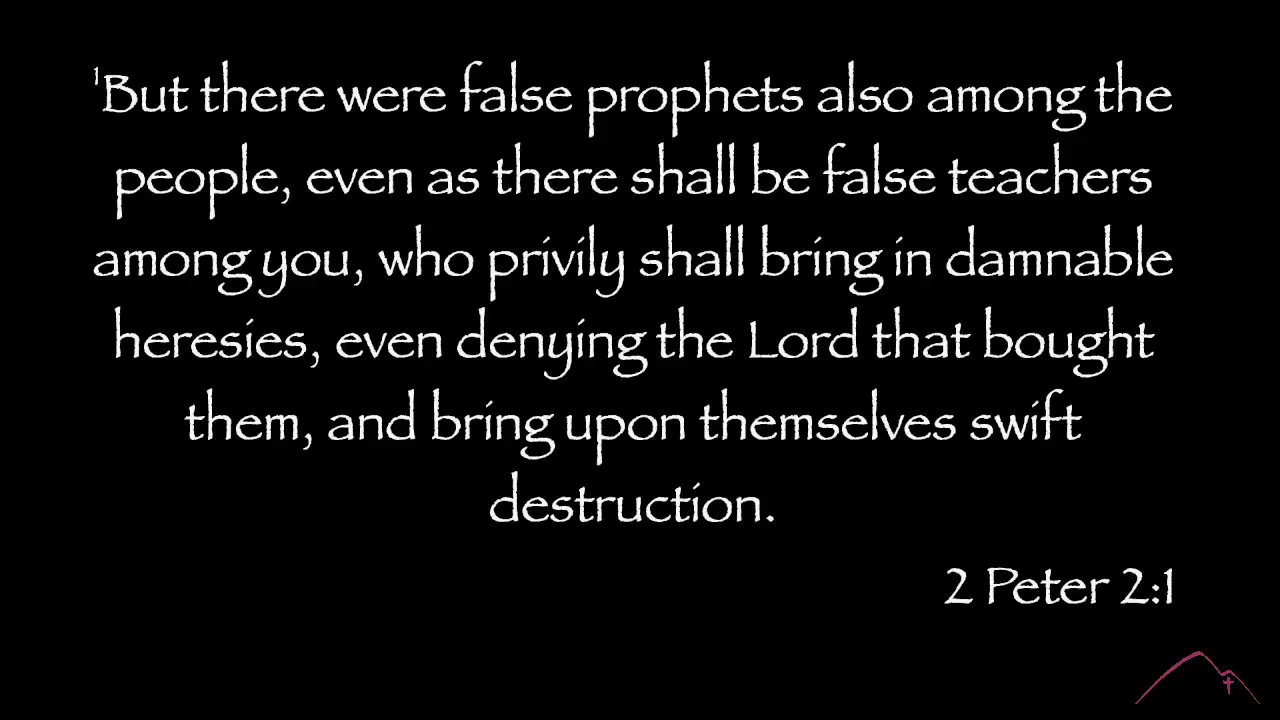 ¹But there were false prophets also among the
people, even as there shall be false teachers
among you, who privily shall bring in damnable
heresies, even denying the Lord that bought
them, and bring upon themselves swift
destruction.
2 Peter 2:1